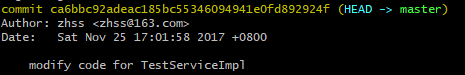 commit ca6bbc92adeac185bc55346094941e0fd892924f (HEAD -> master)
Author: zhss <zhss@163.com>
Date:   Sat Nov 25 17:01:58 2017 +0800
modify code for TestServiceImpl